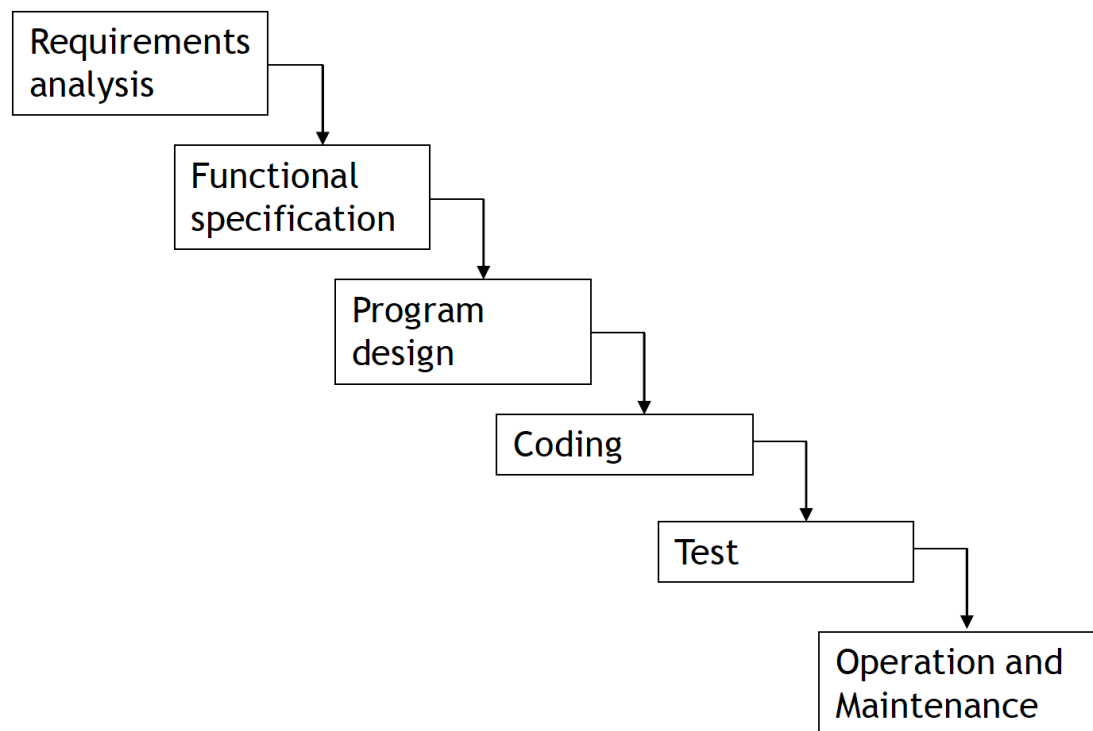 Requirements
analysis
Functional
specification
Program
design
Coding
Test
Operation and
Maintenance